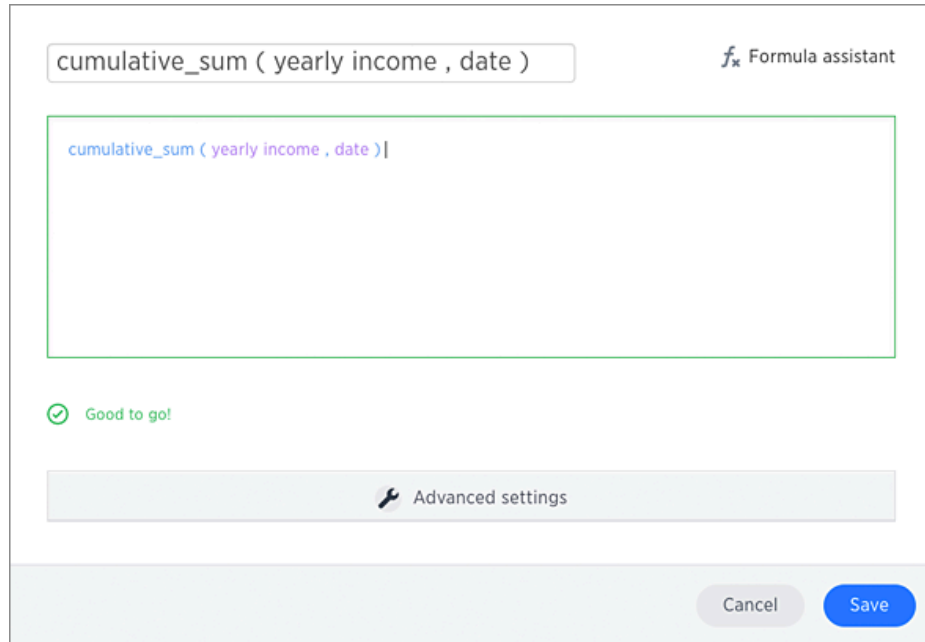 cumulative_sum ( yearly income , date )
Formula assistant
cumulative_sum ( yearly income , date )
Good to go!
Advanced settings
Cancel
Save